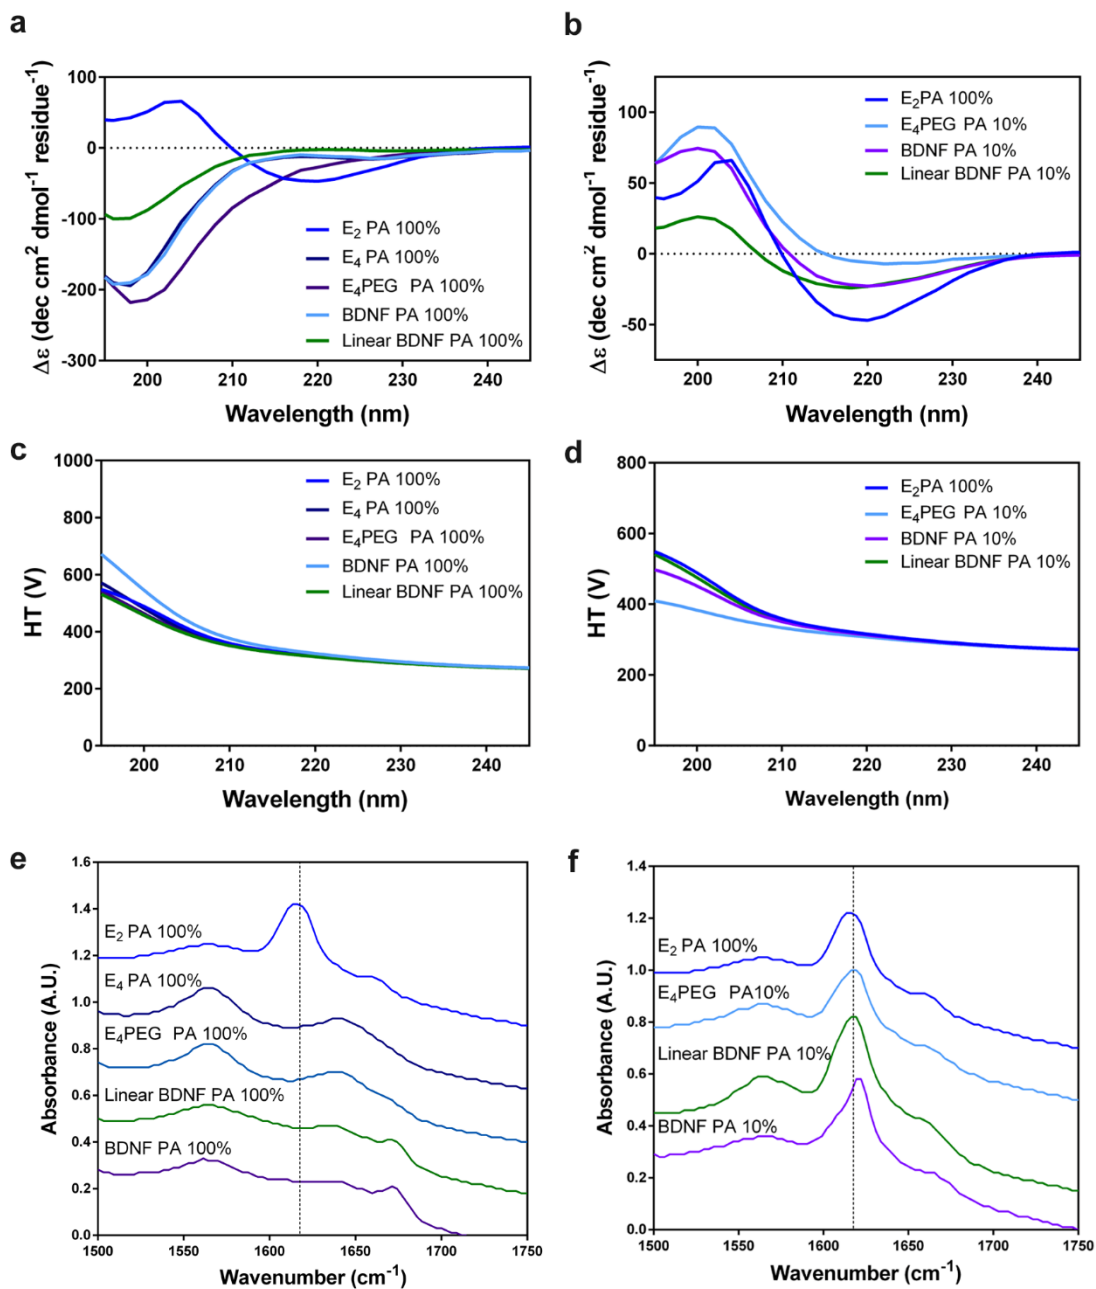 a
Δε (dec cm² dmol⁻¹ residue⁻¹)
100
0
-100
-200
-300
E₂ PA 100%
E₄ PA 100%
E₄PEG PA 100%
BDNF PA 100%
Linear BDNF PA 100%
200 210 220 230 240
Wavelength (nm)
b
Δε (dec cm² dmol⁻¹ residue⁻¹)
100
50
0
-50
E₂PA 100%
E₄PEG PA 10%
BDNF PA 10%
Linear BDNF PA 10%
200 210 220 230 240
Wavelength (nm)
c
HT (V)
1000
800
600
400
200
0
E₂ PA 100%
E₄ PA 100%
E₄PEG PA 100%
BDNF PA 100%
Linear BDNF PA 100%
200 210 220 230 240
Wavelength (nm)
d
HT (V)
800
600
400
200
0
E₂PA 100%
E₄PEG PA 10%
BDNF PA 10%
Linear BDNF PA 10%
200 210 220 230 240
Wavelength (nm)
e
Absorbance (A.U.)
1.6
1.4
1.2
1.0
0.8
0.6
0.4
0.2
0.0
E₂ PA 100%
E₄ PA 100%
E₄PEG PA 100%
Linear BDNF PA 100%
BDNF PA 100%
1500 1550 1600 1650 1700 1750
Wavenumber (cm⁻¹)
f
Absorbance (A.U.)
1.4
1.2
1.0
0.8
0.6
0.4
0.2
0.0
E₂ PA 100%
E₄PEG PA10%
Linear BDNF PA 10%
BDNF PA 10%
1500 1550 1600 1650 1700 1750
Wavenumber (cm⁻¹)